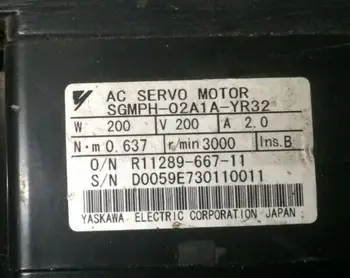 AC SERVO MOTOR
SGMPH-02A1A-YR32
W 200 V 200 A 2.0
N·m 0.637 r/min 3000 Ins.B
O/N R11289-667-11
S/N D0059E730110011
YASKAWA ELECTRIC CORPORATION JAPAN